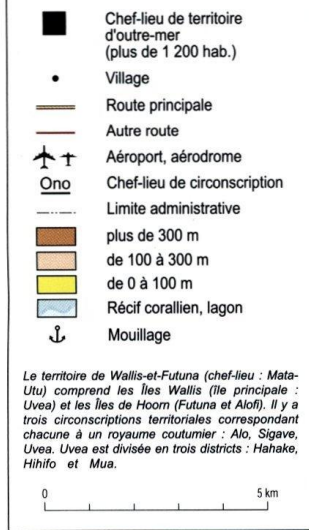 Chef-lieu de territoire
d'outre-mer
(plus de 1 200 hab.)
Village
Route principale
Autre route
Aéroport, aérodrome
Ono Chef-lieu de circonscription
Limite administrative
plus de 300 m
de 100 à 300 m
de 0 à 100 m
Récif corallien, lagon
Mouillage
Le territoire de Wallis-et-Futuna (chef-lieu : Mata-
Utu) comprend les Îles Wallis (île principale :
Uvea) et les Îles de Hoorn (Futuna et Alofi). Il y a
trois circonscriptions territoriales correspondant
chacune à un royaume coutumier : Alo, Sigave,
Uvea. Uvea est divisée en trois districts : Hahake,
Hihifo et Mua.
0 5 km